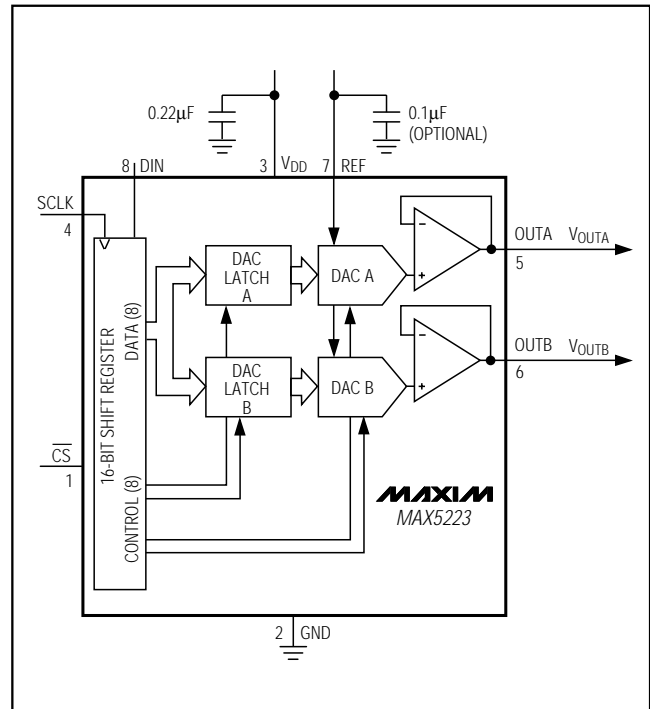 0.22μF
0.1μF
(OPTIONAL)
8 DIN
3 VDD
7 REF
SCLK
4
DAC
LATCH
A
DAC A
OUTA VOUTA
5
DATA (8)
16-BIT SHIFT REGISTER
DAC
LATCH
B
DAC B
OUTB VOUTB
6
CS
1
CONTROL (8)
MAXIM
MAX5223
2 GND